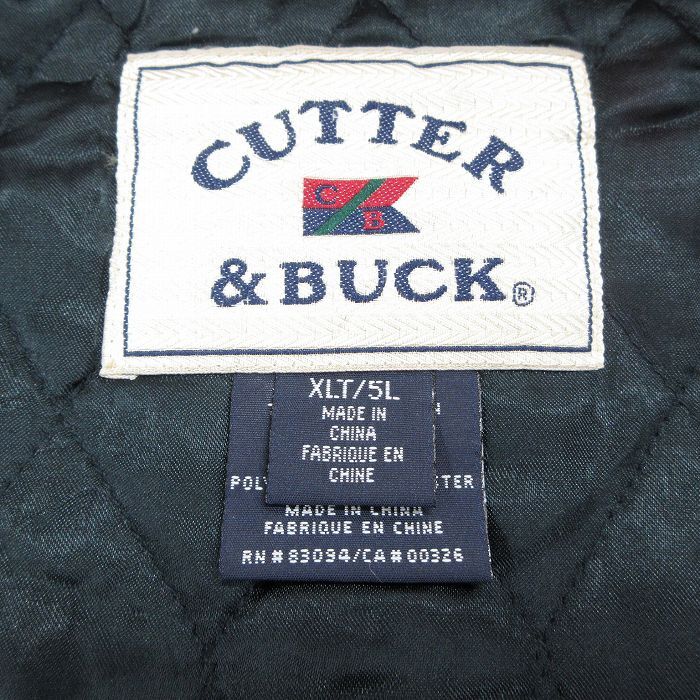 CUTTER
C
B
& BUCK®
XLT/5L
MADE IN
CHINA
FABRIQUE EN
CHINE
MADE IN CHINA
FABRIQUE EN CHINE
RN # 83094/CA # 00326